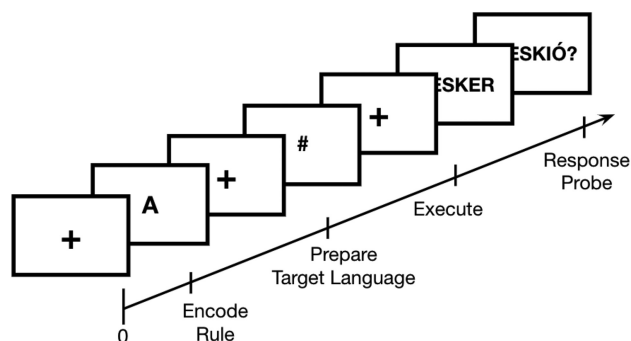 +
A
+
#
+
ESKER
ESKIÓ?
0
Encode
Rule
Prepare
Target Language
Execute
Response
Probe